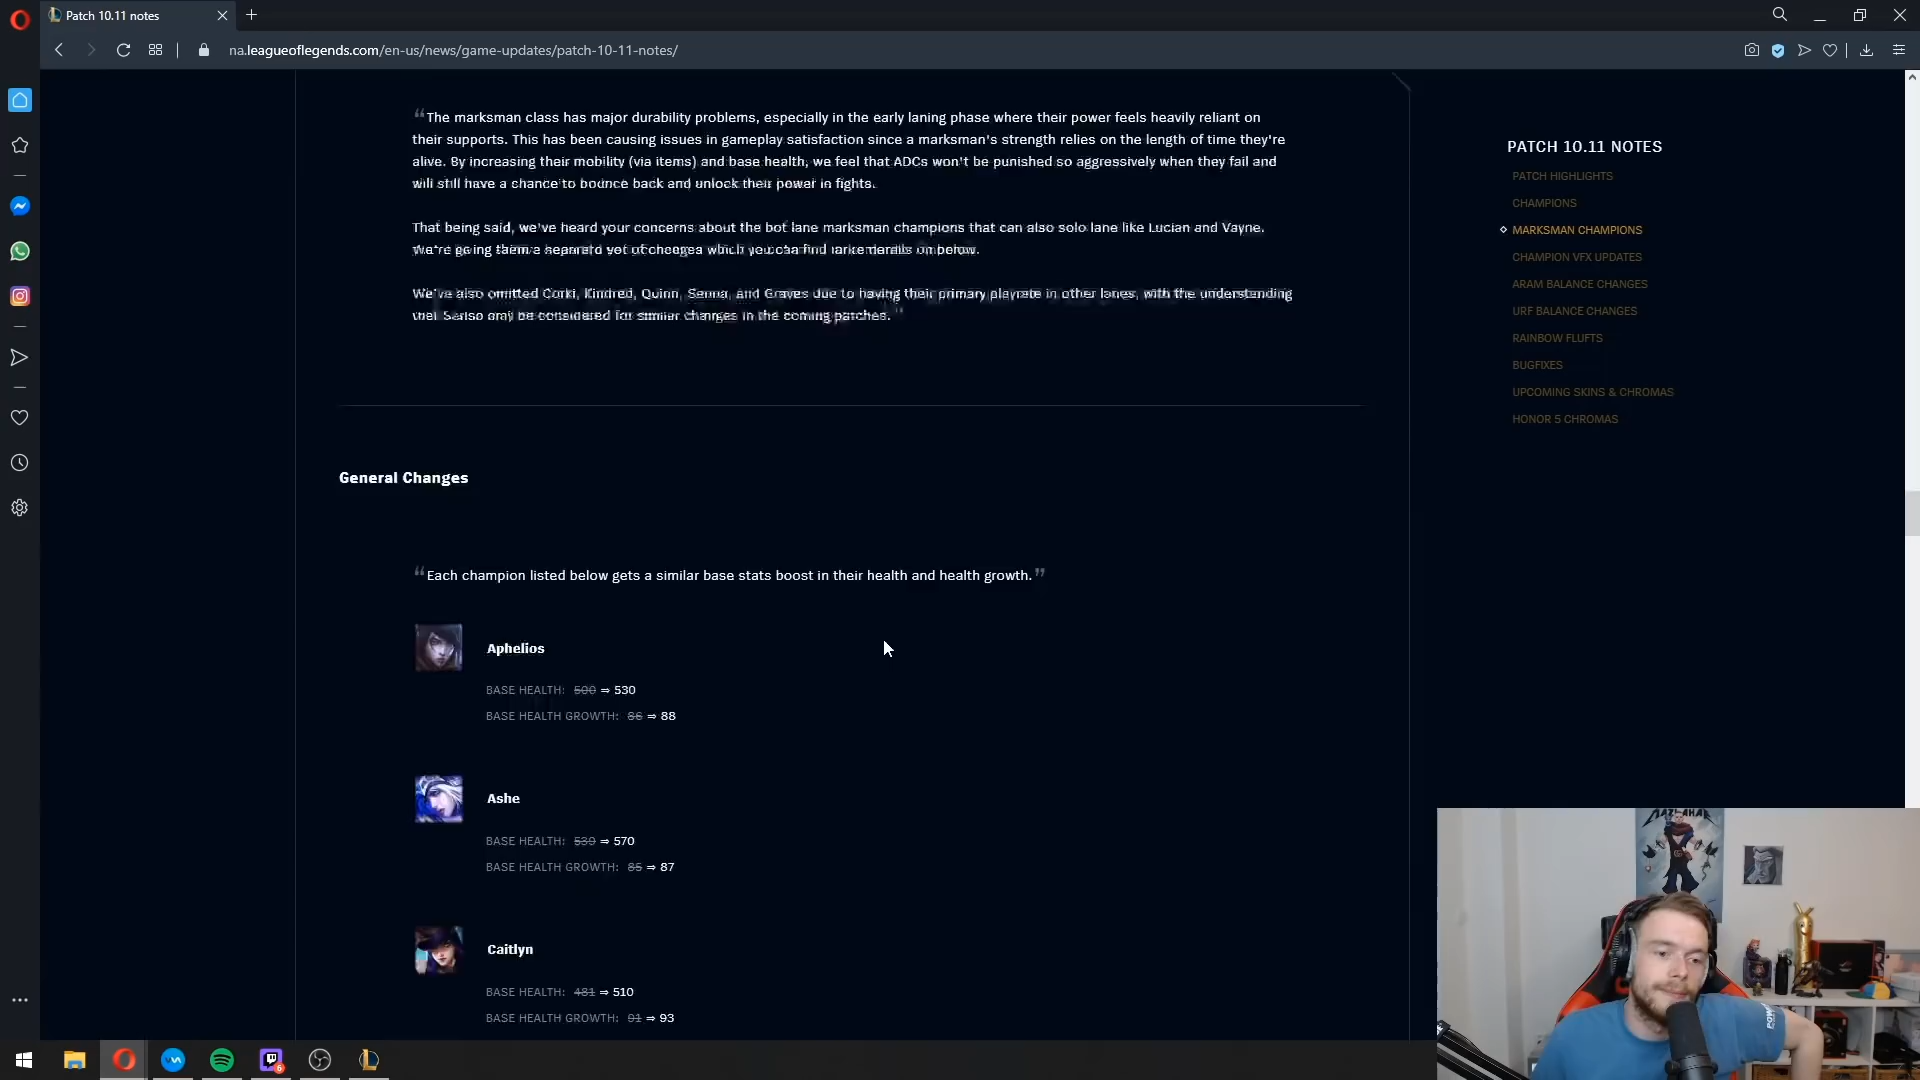 Patch 10.11 notes
na.leagueoflegends.com/en-us/news/game-updates/patch-10-11-notes/
“The marksman class has major durability problems, especially in the early laning phase where their power feels heavily reliant on
their supports. This has been causing issues in gameplay satisfaction since a marksman's strength relies on the length of time they're
alive. By increasing their mobility (via items) and base health, we feel that ADCs won't be punished so aggressively when they fail and
will still have a chance to bounce back and unlock their power in fights.
That being said, we've heard your concerns about the bot lane marksman champions that can also solo lane like Lucian and Vayne.
We're going them a which you can find below.
We've also omitted Corki, Kindred, Quinn, Senna, and Graves due to having their primary playrate in other lanes, with the understanding
may be considered for similar changes in the coming patches.”
General Changes
“Each champion listed below gets a similar base stats boost in their health and health growth.”
Aphelios
BASE HEALTH: 500 ⇒ 530
BASE HEALTH GROWTH: 86 ⇒ 88
Ashe
BASE HEALTH: 539 ⇒ 570
BASE HEALTH GROWTH: 85 ⇒ 87
Caitlyn
BASE HEALTH: 481 ⇒ 510
BASE HEALTH GROWTH: 91 ⇒ 93
PATCH 10.11 NOTES
PATCH HIGHLIGHTS
CHAMPIONS
MARKSMAN CHAMPIONS
CHAMPION VFX UPDATES
ARAM BALANCE CHANGES
URF BALANCE CHANGES
RAINBOW FLUFTS
BUGFIXES
UPCOMING SKINS & CHROMAS
HONOR 5 CHROMAS